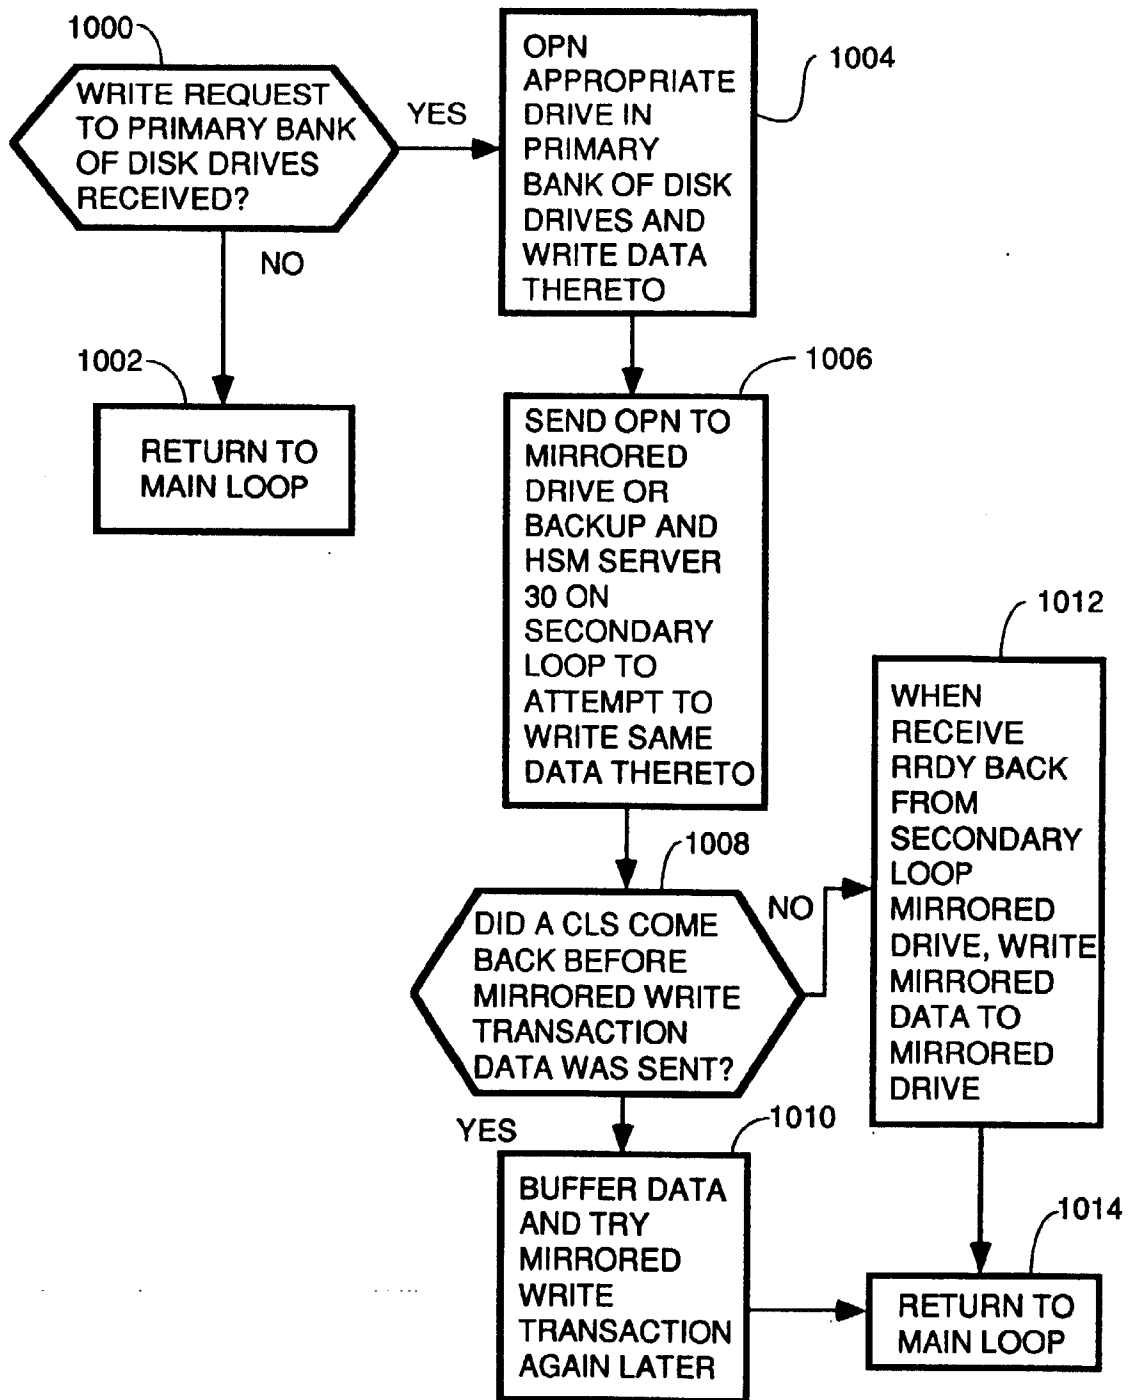 1000
WRITE REQUEST
TO PRIMARY BANK
OF DISK DRIVES
RECEIVED?
YES
NO
1002
RETURN TO
MAIN LOOP
1004
OPN
APPROPRIATE
DRIVE IN
PRIMARY
BANK OF DISK
DRIVES AND
WRITE DATA
THERETO
1006
SEND OPN TO
MIRRORED
DRIVE OR
BACKUP AND
HSM SERVER
30 ON
SECONDARY
LOOP TO
ATTEMPT TO
WRITE SAME
DATA THERETO
1008
DID A CLS COME
BACK BEFORE
MIRRORED WRITE
TRANSACTION
DATA WAS SENT?
NO
YES
1012
WHEN
RECEIVE
RRDY BACK
FROM
SECONDARY
LOOP
MIRRORED
DRIVE, WRITE
MIRRORED
DATA TO
MIRRORED
DRIVE
1010
BUFFER DATA
AND TRY
MIRRORED
WRITE
TRANSACTION
AGAIN LATER
1014
RETURN TO
MAIN LOOP